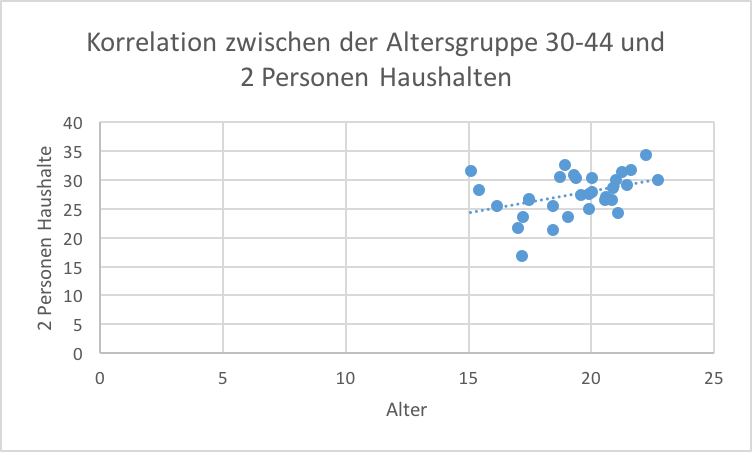 Korrelation zwischen der Altersgruppe 30-44 und
2 Personen Haushalten
2 Personen Haushalte
40
35
30
25
20
15
10
5
0
0 5 10 15 20 25
Alter